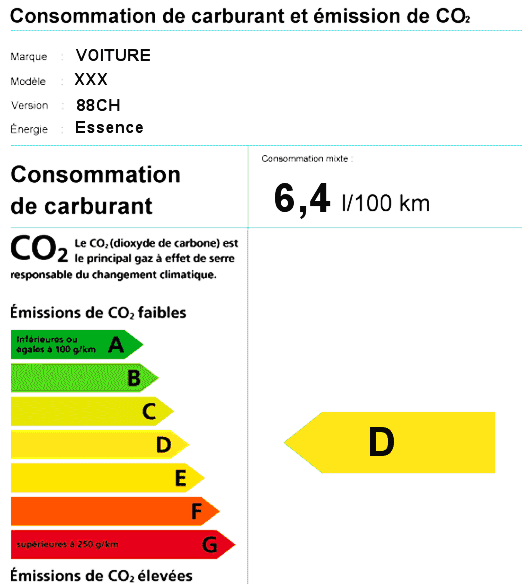 Consommation de carburant et émission de CO2
Marque : VOITURE
Modèle : XXX
Version : 88CH
Énergie : Essence
Consommation
de carburant
Consommation mixte :
6,4 l/100 km
CO2 Le CO2 (dioxyde de carbone) est
le principal gaz à effet de serre
responsable du changement climatique.
Émissions de CO2 faibles
Inférieures ou
égales à 100 g/km A
B
C
D
E
F
supérieures à 250 g/km G
D
Émissions de CO2 élevées